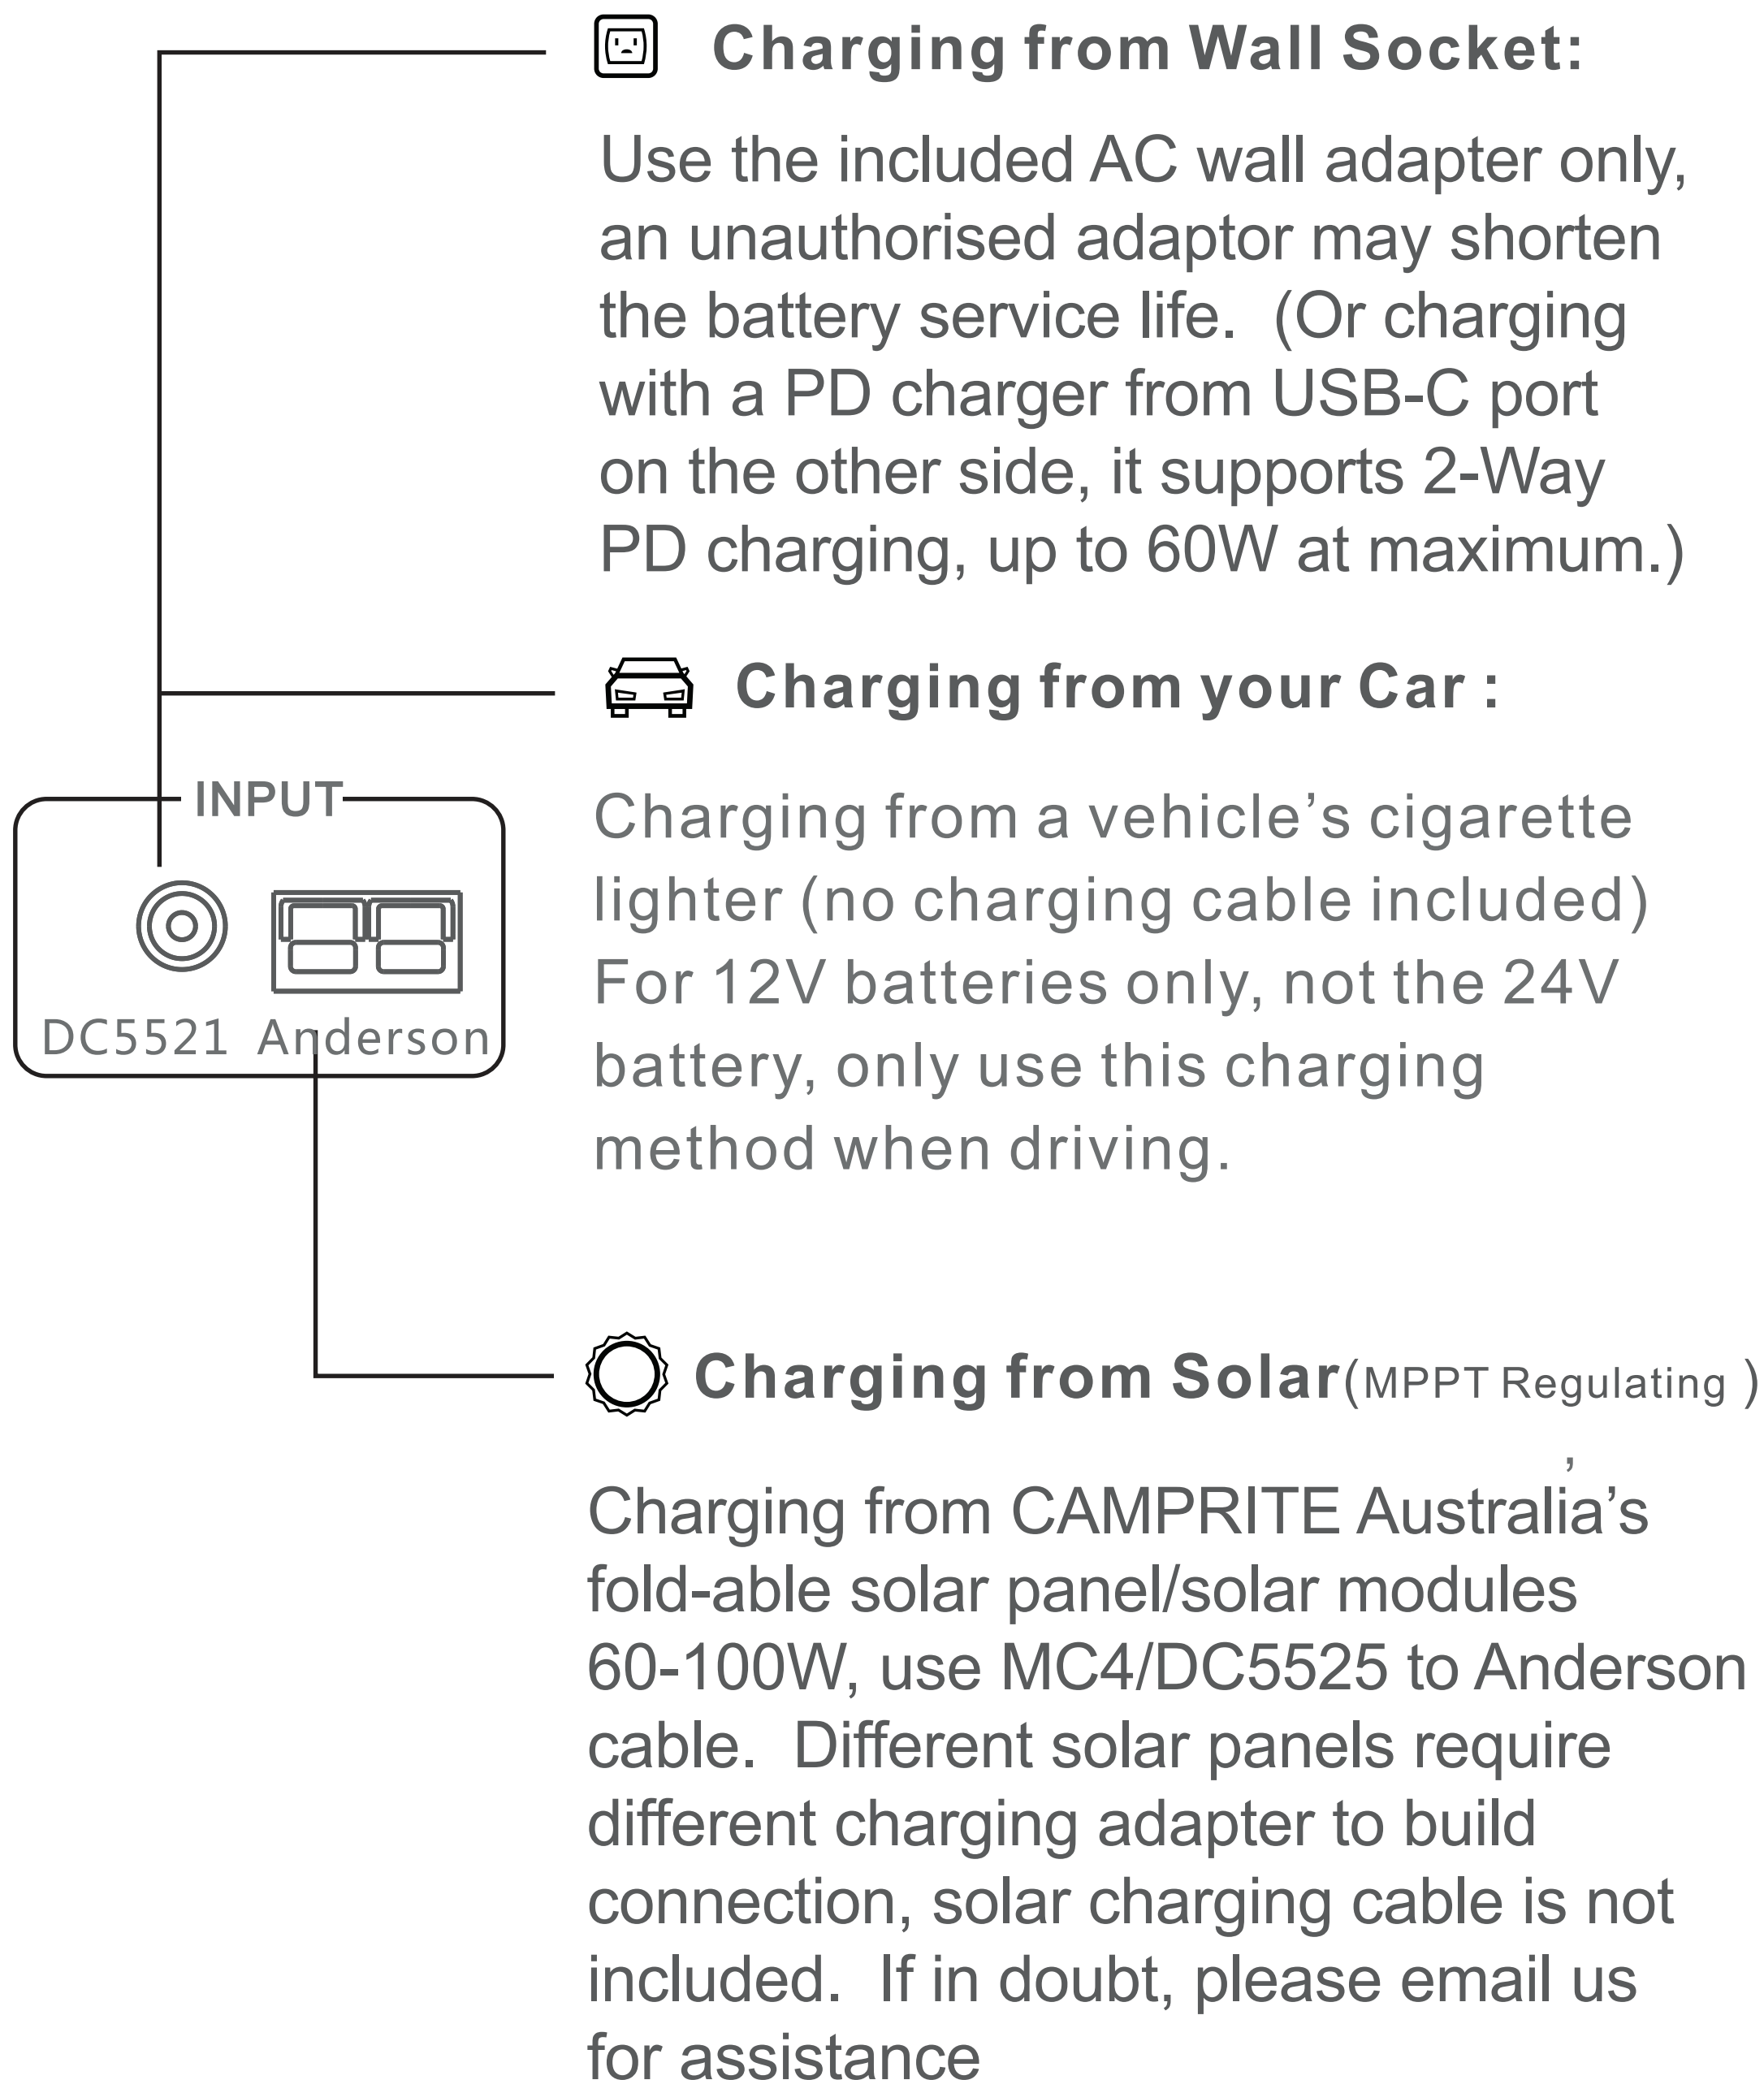 Charging from Wall Socket:
Use the included AC wall adapter only,
an unauthorised adaptor may shorten
the battery service life. (Or charging
with a PD charger from USB-C port
on the other side, it supports 2-Way
PD charging, up to 60W at maximum.)
Charging from your Car :
INPUT
DC5521 Anderson
Charging from a vehicle’s cigarette
lighter (no charging cable included)
For 12V batteries only, not the 24V
battery, only use this charging
method when driving.
Charging from Solar(MPPT Regulating )
,
Charging from CAMPRITE Australia’s
fold-able solar panel/solar modules
60-100W, use MC4/DC5525 to Anderson
cable. Different solar panels require
different charging adapter to build
connection, solar charging cable is not
included. If in doubt, please email us
for assistance